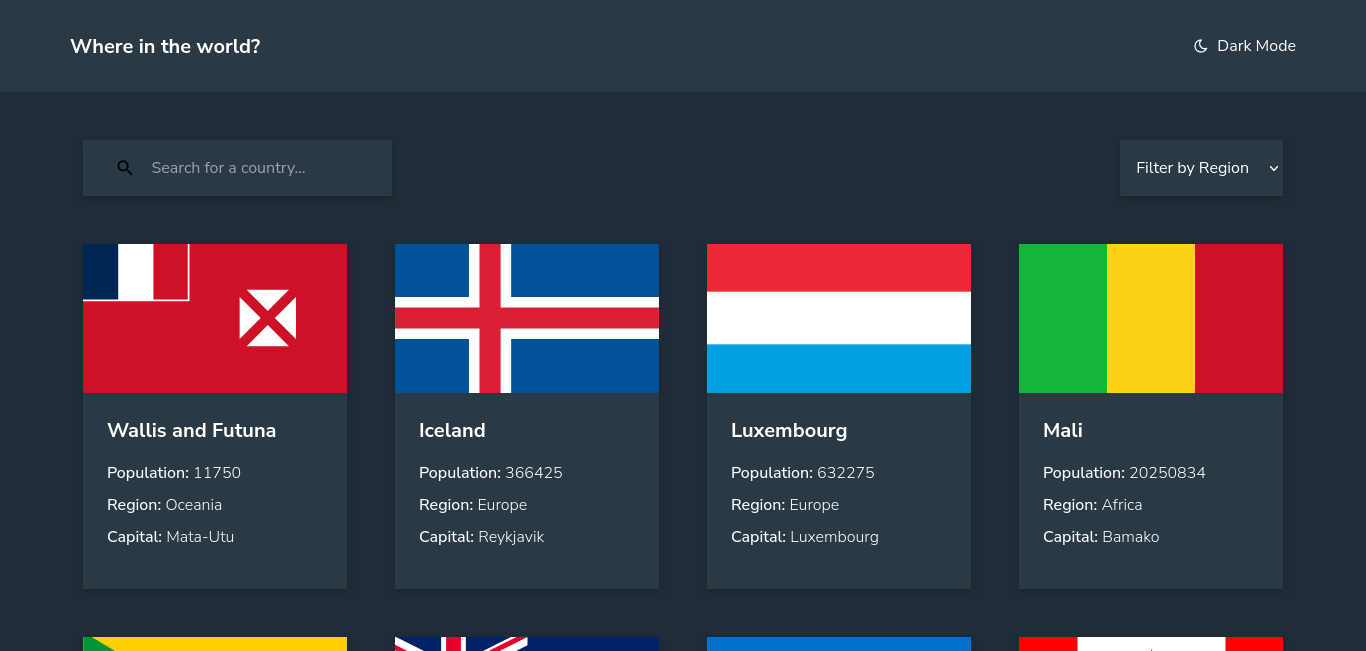 Where in the world?
Dark Mode
Search for a country...
Filter by Region
Wallis and Futuna
Population: 11750
Region: Oceania
Capital: Mata-Utu
Iceland
Population: 366425
Region: Europe
Capital: Reykjavik
Luxembourg
Population: 632275
Region: Europe
Capital: Luxembourg
Mali
Population: 20250834
Region: Africa
Capital: Bamako